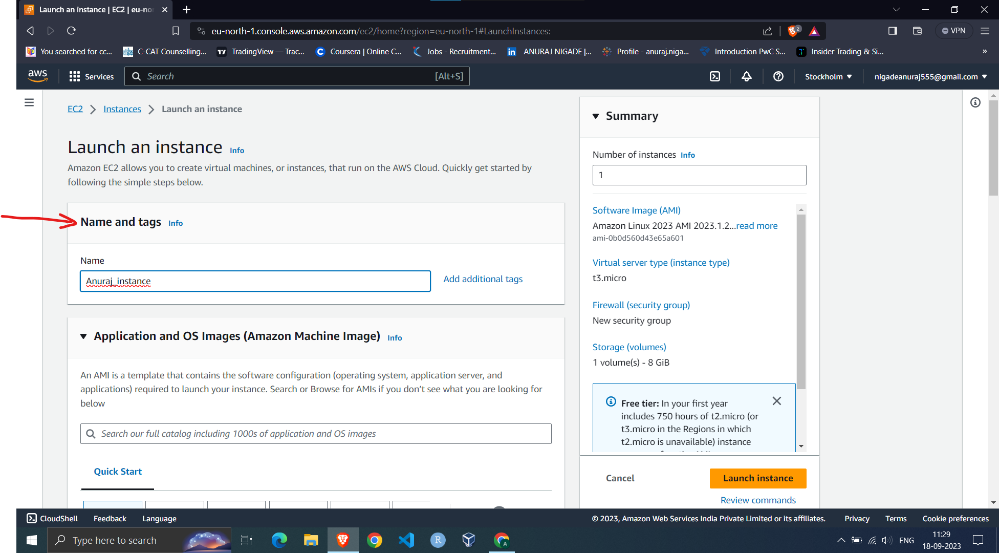 Launch an instance | EC2 | eu-no
eu-north-1.console.aws.amazon.com/ec2/home?region=eu-north-1#LaunchInstances:
2
VPN
You searched for cc...
C-CAT Counselling...
TradingView — Trac...
Coursera | Online C...
Jobs - Recruitment...
ANURAJ NIGADE |...
Profile - anuraj.niga...
Introduction PwC S...
Insider Trading & Si...
»
aws
Services
Search
[Alt+S]
Stockholm
nigadeanuraj555@gmail.com
EC2
Instances
Launch an instance
Launch an instance Info
Amazon EC2 allows you to create virtual machines, or instances, that run on the AWS Cloud. Quickly get started by
following the simple steps below.
Name and tags Info
Name
Anuraj_instance
Add additional tags
Application and OS Images (Amazon Machine Image) Info
An AMI is a template that contains the software configuration (operating system, application server, and
applications) required to launch your instance. Search or Browse for AMIs if you don’t see what you are looking for
below
Search our full catalog including 1000s of application and OS images
Quick Start
Summary
Number of instances Info
1
Software Image (AMI)
Amazon Linux 2023 AMI 2023.1.2...read more
ami-0b0d560d43e65a601
Virtual server type (instance type)
t3.micro
Firewall (security group)
New security group
Storage (volumes)
1 volume(s) - 8 GiB
Free tier: In your first year
includes 750 hours of t2.micro (or
t3.micro in the Regions in which
t2.micro is unavailable) instance
Cancel
Launch instance
Review commands
CloudShell
Feedback
Language
© 2023, Amazon Web Services India Private Limited or its affiliates.
Privacy
Terms
Cookie preferences
Type here to search
R
A
ENG
11:29
18-09-2023